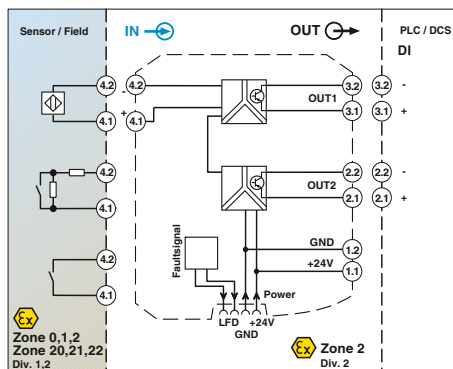 Sensor / Field
IN
OUT
PLC / DCS
DI
4.2
-
4.2
3.2
3.2
-
OUT1
4.1
+
4.1
3.1
3.1
+
4.2
2.2
2.2
-
OUT2
4.1
2.1
2.1
+
Faultsignal
GND
1.2
4.2
+24V
1.1
4.1
Power
LFD
+24V
GND
Ex
Zone 0,1,2
Zone 20,21,22
Div. 1,2
Ex
Zone 2
Div. 2